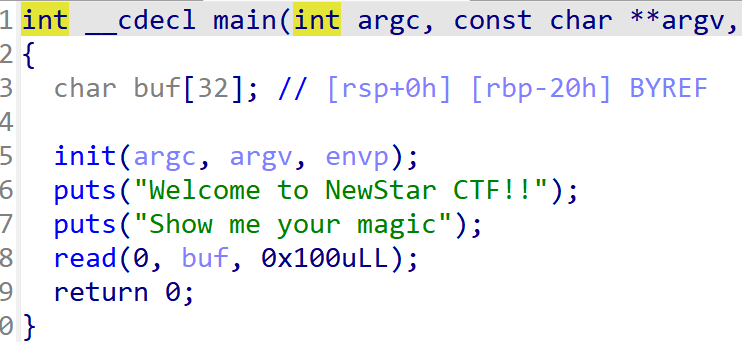 1 int __cdecl main(int argc, const char **argv,
2 {
3   char buf[32]; // [rsp+0h] [rbp-20h] BYREF
4
5   init(argc, argv, envp);
6   puts("Welcome to NewStar CTF!!");
7   puts("Show me your magic");
8   read(0, buf, 0x100uLL);
9   return 0;
0 }